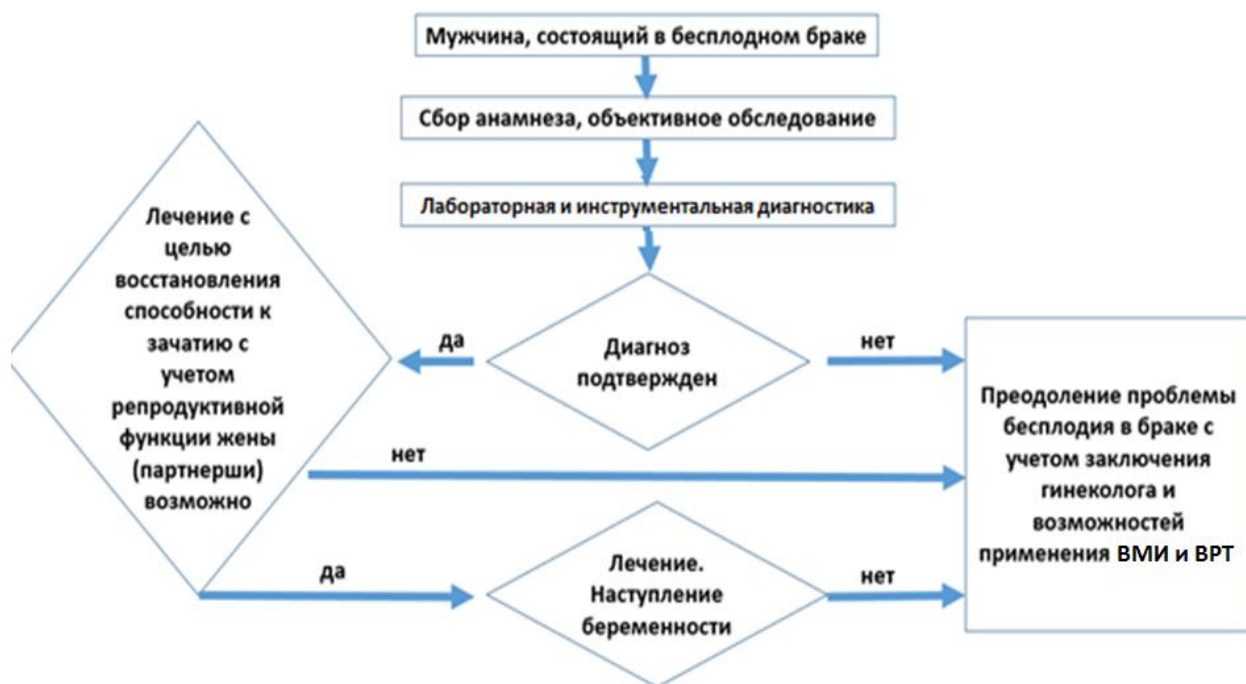 Мужчина, состоящий в бесплодном браке
Сбор анамнеза, объективное обследование
Лабораторная и инструментальная диагностика
Лечение с
целью
восстановления
способности к
зачатию с
учетом
репродуктивной
функции жены
(партнерши)
возможно
да
Диагноз
подтвержден
нет
Преодоление проблемы
бесплодия в браке с
учетом заключения
гинеколога и
возможностей
применения ВМИ и ВРТ
нет
да
Лечение.
Наступление
беременности
нет